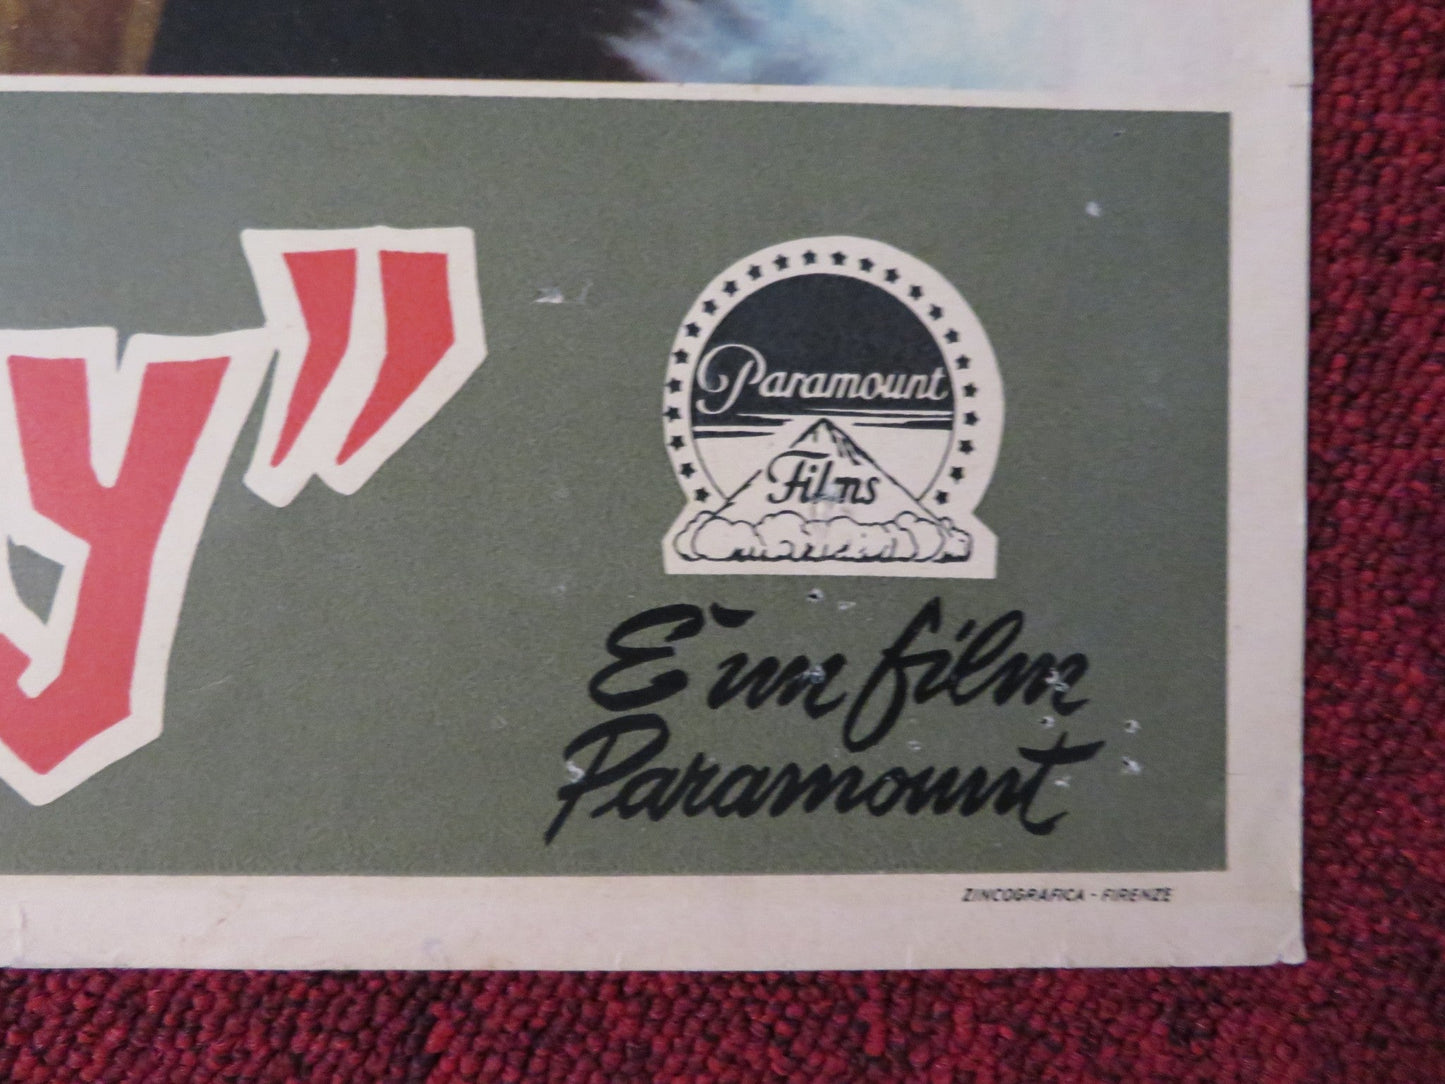 y”
Paramount
Films
E' un film
Paramount
ZINCOGRAFICA - FIRENZE